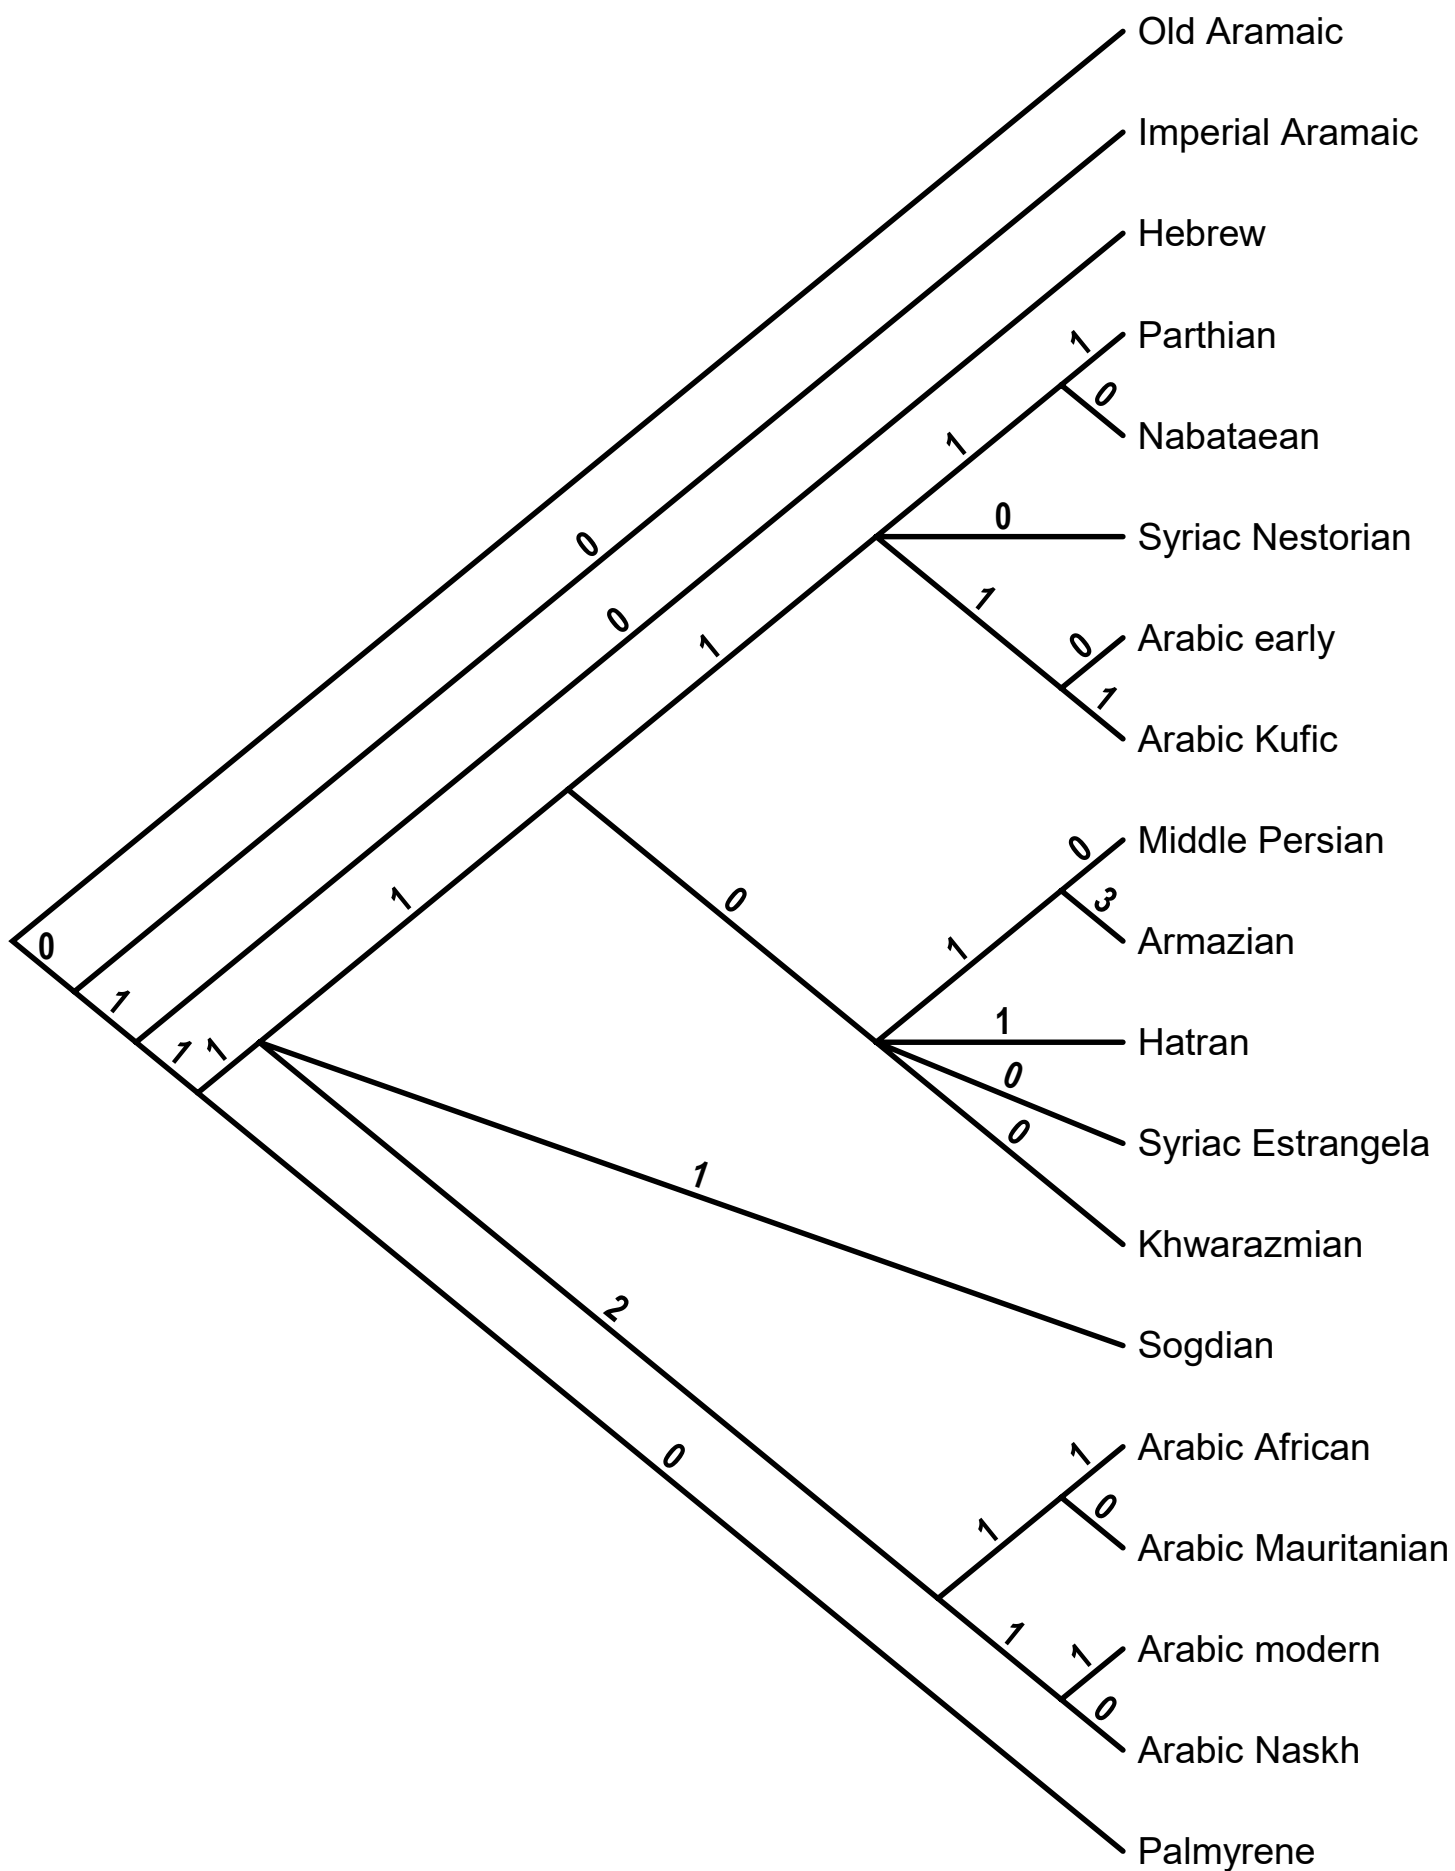 Old Aramaic
Imperial Aramaic
Hebrew
1 Parthian
0
1 Nabataean
0
0 Syriac Nestorian
1
0
0 Arabic early
1
1 Arabic Kufic
0 Middle Persian
1 0 3
1 Armazian
0
1
1 Hatran
1 1
0
0 Syriac Estrangela
1
Khwarazmian
2
Sogdian
1 Arabic African
0
0
1 Arabic Mauritanian
1
1 Arabic modern
0
Arabic Naskh
Palmyrene